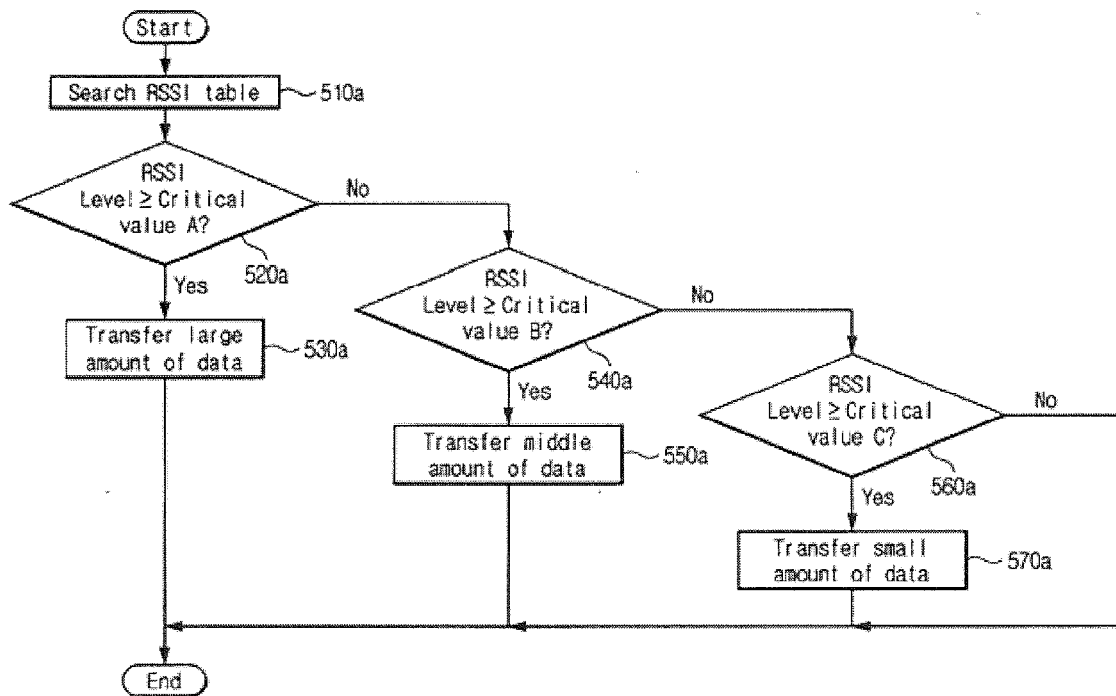 Start
Search RSSI table
510a
RSSI
Level ≥ Critical
value A?
520a
No
Yes
Transfer large
amount of data
530a
RSSI
Level ≥ Critical
value B?
540a
No
Yes
Transfer middle
amount of data
550a
RSSI
Level ≥ Critical
value C?
560a
No
Yes
Transfer small
amount of data
570a
End